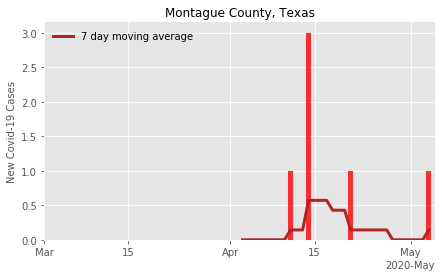 Montague County, Texas
7 day moving average
New Covid-19 Cases
3.0
2.5
2.0
1.5
1.0
0.5
0.0
Mar 15 Apr 15 May
2020-May